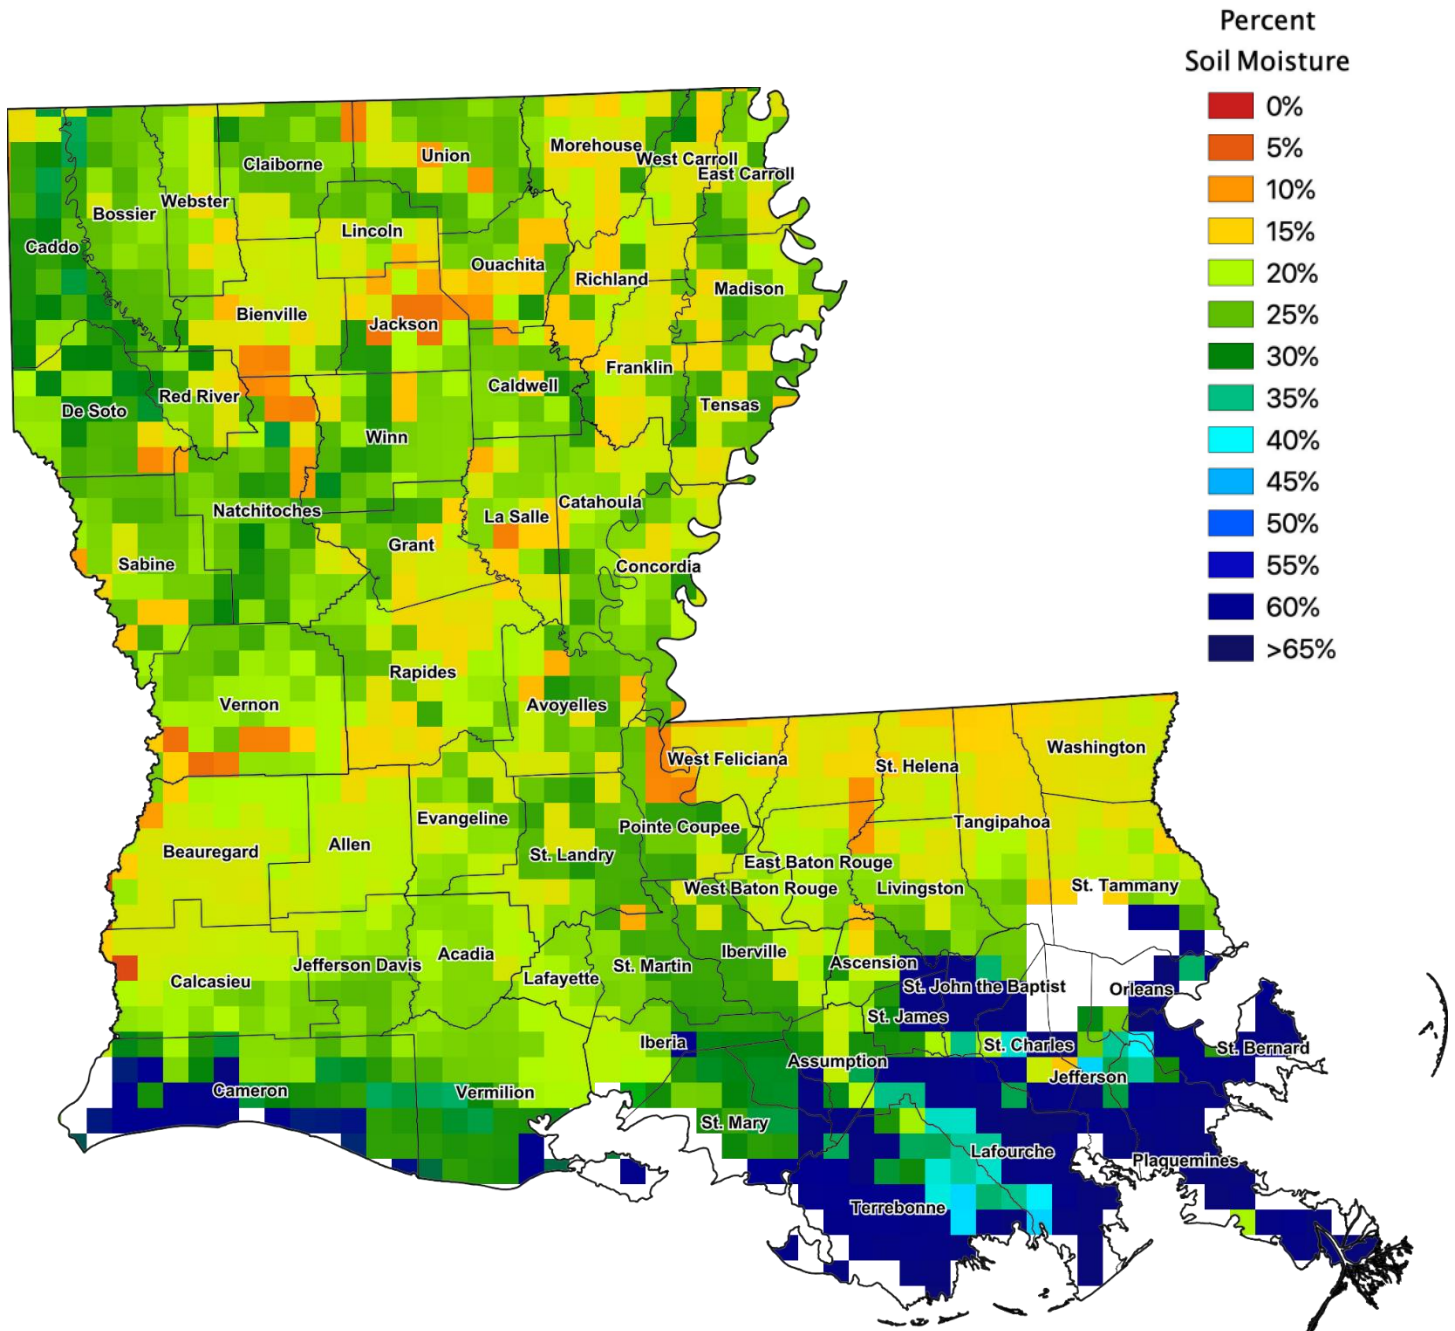 Percent
Soil Moisture
0%
5%
10%
15%
20%
25%
30%
35%
40%
45%
50%
55%
60%
>65%
Morehouse
Union
West Carroll
Claiborne
East Carroll
Webster
Bossier
Lincoln
Caddo
Ouachita
Richland
Madison
Bienville
Jackson
Franklin
Caldwell
Red River
Tensas
De Soto
Winn
Catahoula
Natchitoches
La Salle
Grant
Sabine
Concordia
Rapides
Vernon
Avoyelles
Washington
West Feliciana
St. Helena
Evangeline
Tangipahoa
Pointe Coupee
Allen
Beauregard
St. Landry
East Baton Rouge
St. Tammany
West Baton Rouge
Livingston
Iberville
Acadia
Ascension
Jefferson Davis
St. Martin
Lafayette
Calcasieu
St. John the Baptist
Orleans
St. James
Iberia
St. Charles
St. Bernard
Assumption
Jefferson
Cameron
Vermilion
St. Mary
Lafourche
Plaquemines
Terrebonne